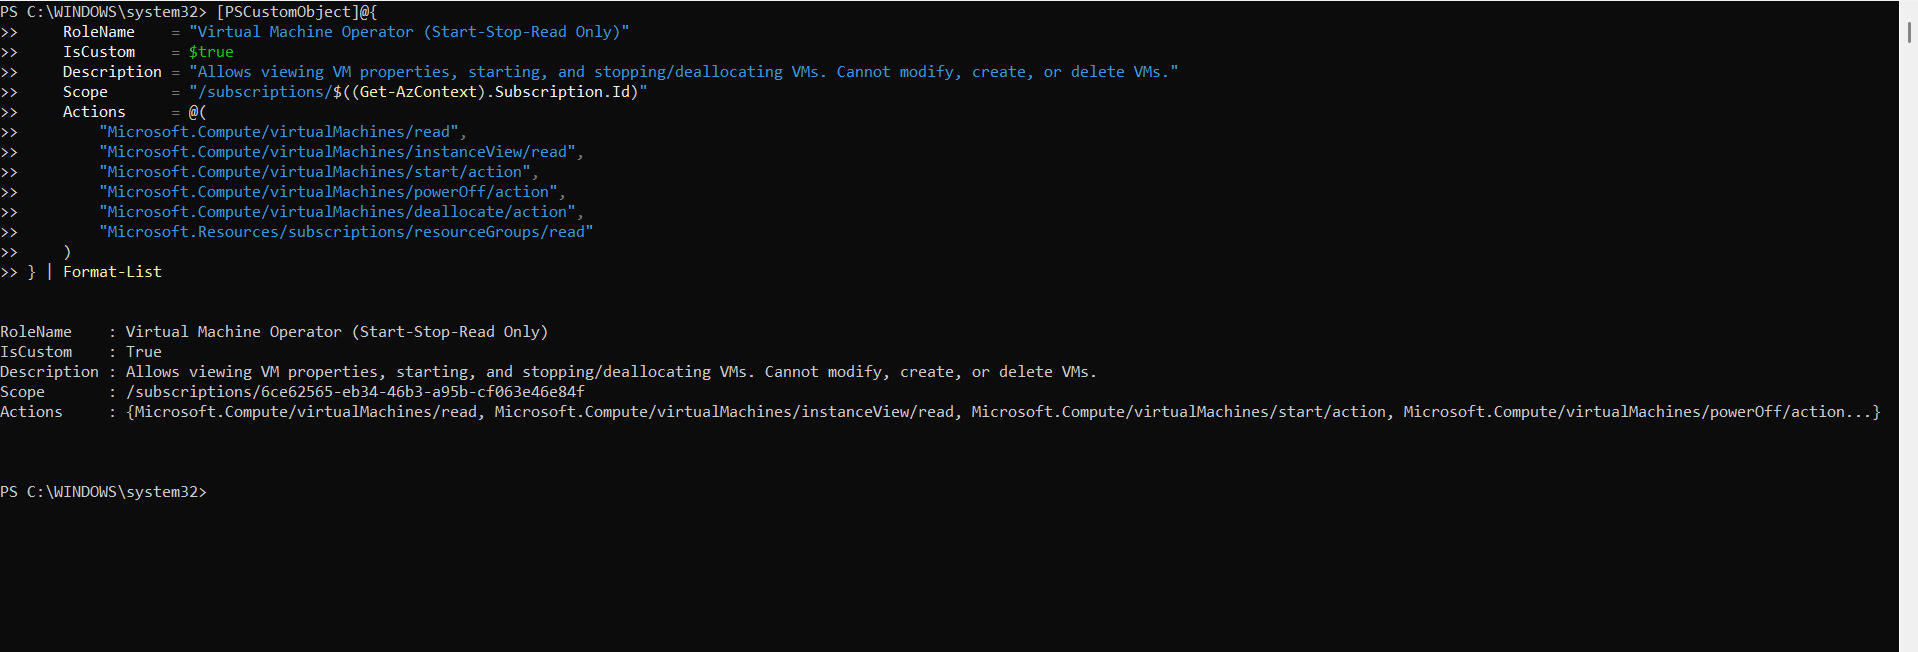 PS C:\WINDOWS\system32> [PSCustomObject]@{
>>     RoleName    = "Virtual Machine Operator (Start-Stop-Read Only)"
>>     IsCustom    = $true
>>     Description = "Allows viewing VM properties, starting, and stopping/deallocating VMs. Cannot modify, create, or delete VMs."
>>     Scope       = "/subscriptions/$((Get-AzContext).Subscription.Id)"
>>     Actions     = @(
>>         "Microsoft.Compute/virtualMachines/read",
>>         "Microsoft.Compute/virtualMachines/instanceView/read",
>>         "Microsoft.Compute/virtualMachines/start/action",
>>         "Microsoft.Compute/virtualMachines/powerOff/action",
>>         "Microsoft.Compute/virtualMachines/deallocate/action",
>>         "Microsoft.Resources/subscriptions/resourceGroups/read"
>>     )
>> } | Format-List
RoleName    : Virtual Machine Operator (Start-Stop-Read Only)
IsCustom    : True
Description : Allows viewing VM properties, starting, and stopping/deallocating VMs. Cannot modify, create, or delete VMs.
Scope       : /subscriptions/6ce62565-eb34-46b3-a95b-cf063e46e84f
Actions     : {Microsoft.Compute/virtualMachines/read, Microsoft.Compute/virtualMachines/instanceView/read, Microsoft.Compute/virtualMachines/start/action, Microsoft.Compute/virtualMachines/powerOff/action...}
PS C:\WINDOWS\system32>